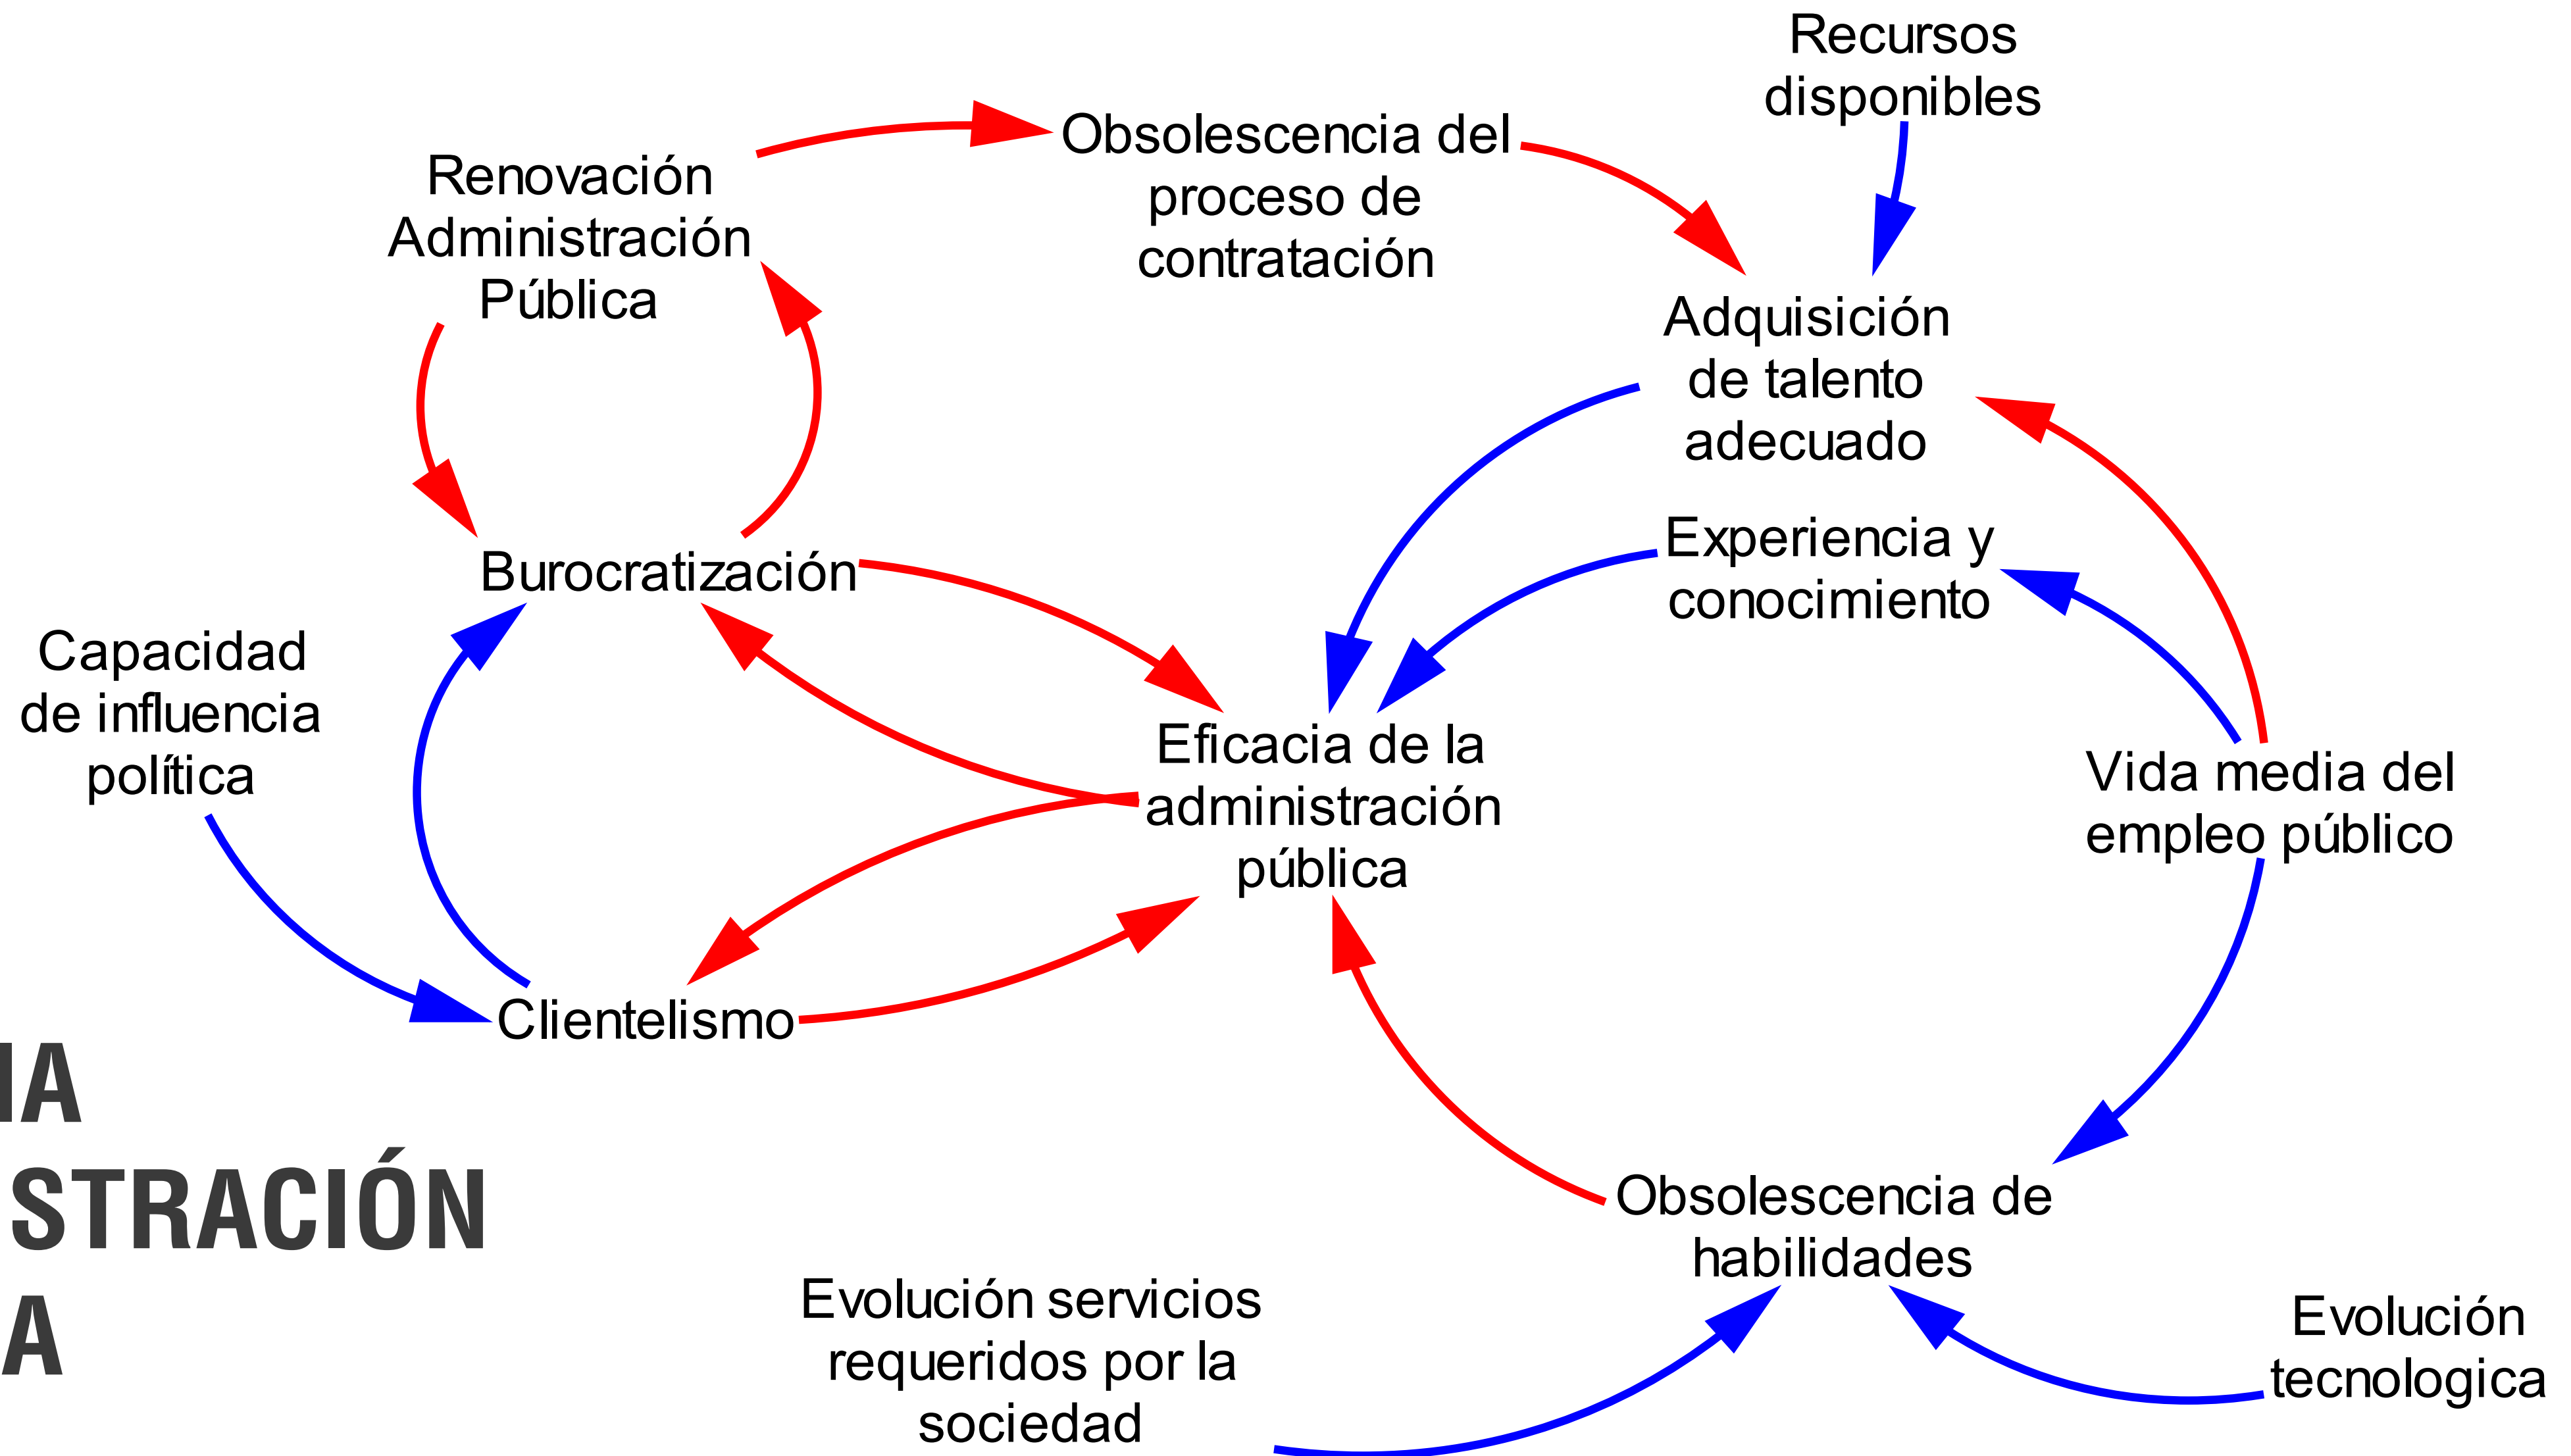 Recursos
disponibles
Obsolescencia del
proceso de
contratación
Renovación
Administración
Pública
Adquisición
de talento
adecuado
Experiencia y
conocimiento
Burocratización
Capacidad
de influencia
política
Eficacia de la
administración
pública
Vida media del
empleo público
Clientelismo
IA
STRACIÓN
A
Obsolescencia de
habilidades
Evolución servicios
requeridos por la
sociedad
Evolución
tecnologica